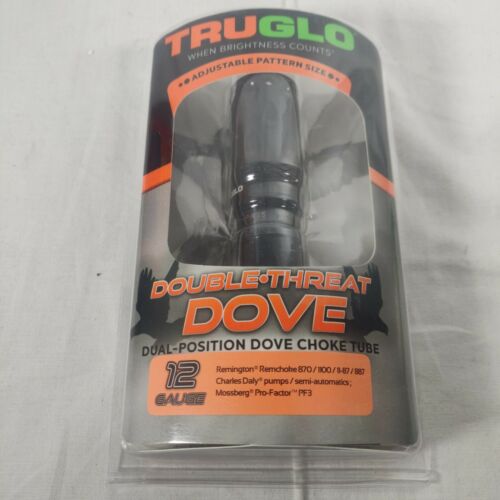 TRUGLO
WHEN BRIGHTNESS COUNTS®
ADJUSTABLE PATTERN SIZE
GLO
DOUBLE•THREAT
DOVE
DUAL-POSITION DOVE CHOKE TUBE
12
GAUGE
Remington® Remchoke 870 / 1100 / 11-87 / 887
Charles Daly® pumps / semi-automatics ;
Mossberg® Pro-Factor™ PF3